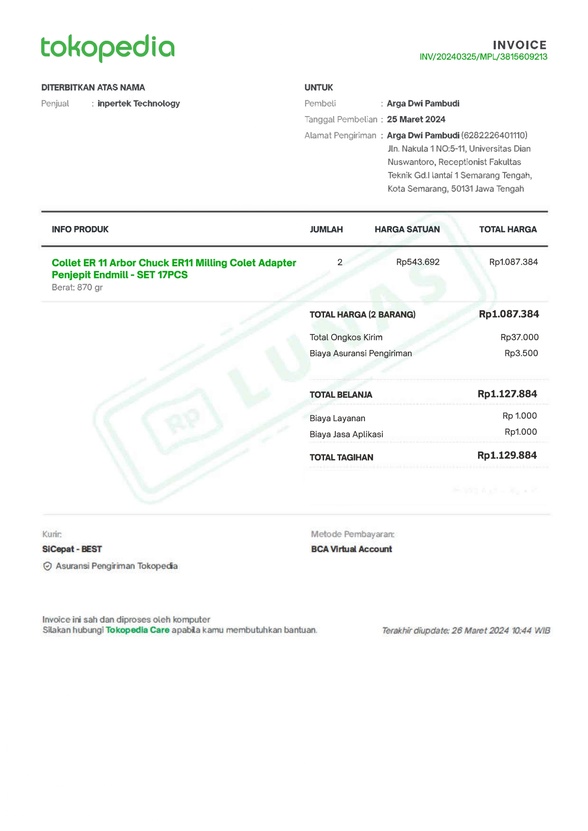 tokopedia
INVOICE
INV/20240325/MPL/3815609213
DITERBITKAN ATAS NAMA
Penjual : inpertek Technology
UNTUK
Pembeli : Arga Dwi Pambudi
Tanggal Pembelian : 25 Maret 2024
Alamat Pengiriman : Arga Dwi Pambudi (6282226401110)
Jln. Nakula 1 NO:5-11, Universitas Dian
Nuswantoro, Receptionist Fakultas
Teknik Gd.I lantai 1 Semarang Tengah,
Kota Semarang, 50131 Jawa Tengah
INFO PRODUK JUMLAH HARGA SATUAN TOTAL HARGA
Collet ER 11 Arbor Chuck ER11 Milling Colet Adapter 2 Rp543.692 Rp1.087.384
Penjepit Endmill - SET 17PCS
Berat: 870 gr
TOTAL HARGA (2 BARANG) Rp1.087.384
Total Ongkos Kirim Rp37.000
Biaya Asuransi Pengiriman Rp3.500
LUNAS
RP
TOTAL BELANJA Rp1.127.884
Biaya Layanan Rp 1.000
Biaya Jasa Aplikasi Rp1.000
TOTAL TAGIHAN Rp1.129.884
Kurir:
SiCepat - BEST
Asuransi Pengiriman Tokopedia
Metode Pembayaran:
BCA Virtual Account
Invoice ini sah dan diproses oleh komputer
Silakan hubungi Tokopedia Care apabila kamu membutuhkan bantuan.
Terakhir diupdate: 26 Maret 2024 10:44 WIB